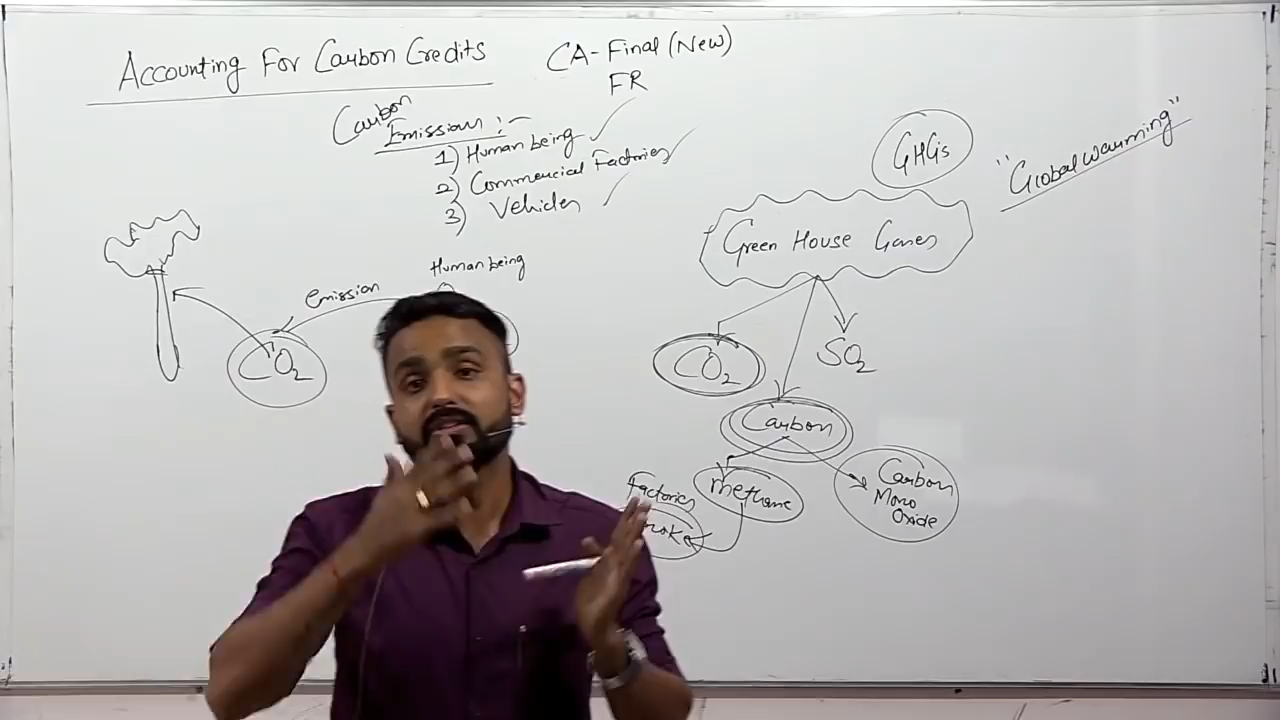 Accounting For Carbon Credits
CA-Final (New)
FR
Carbon
Emission :-
1) Human being
2) Commercial Factories
3) Vehicles
GHGs
"Global warming"
Green House Gases
Human being
emission
CO₂
CO₂
SO₂
Carbon
methane
Carbon
Mono
Oxide
Factories